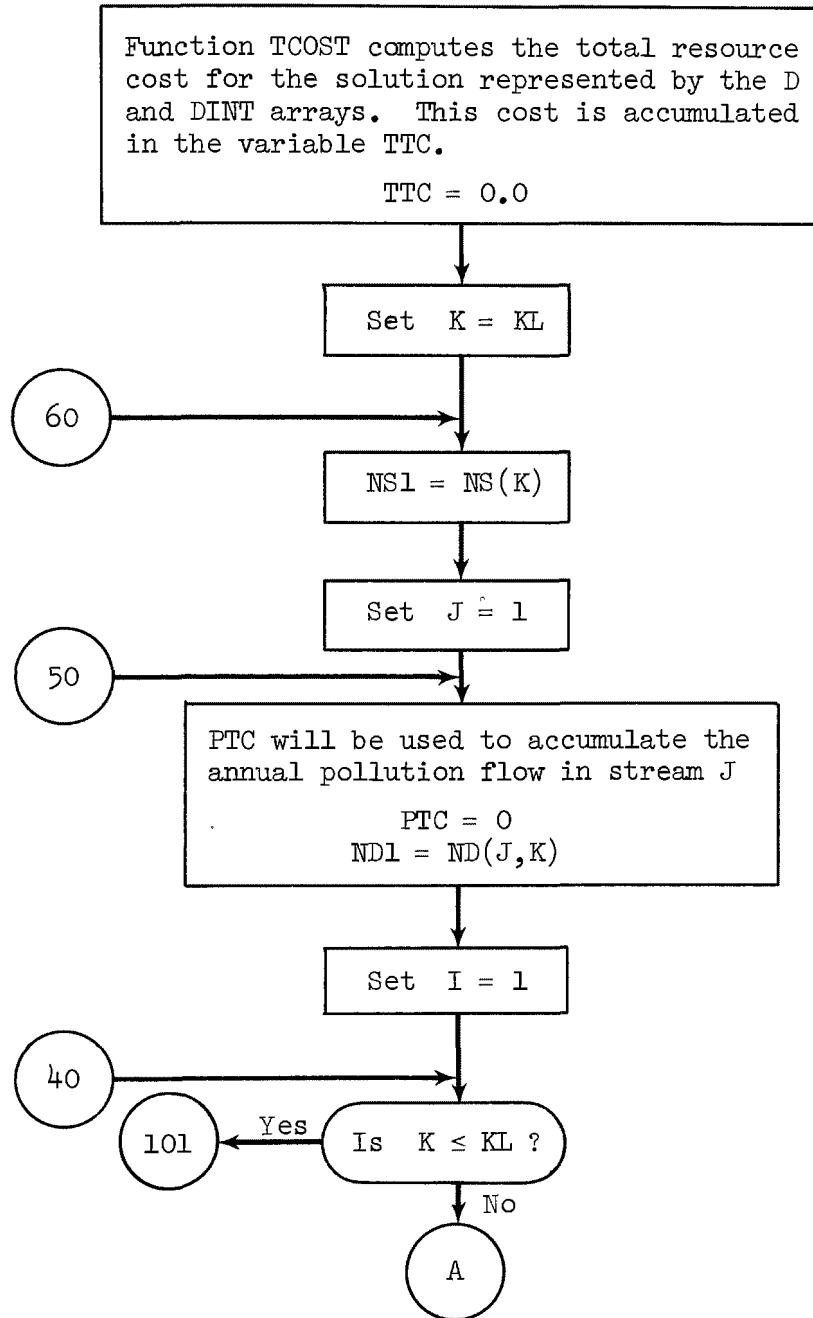 Function TCOST computes the total resource
cost for the solution represented by the D
and DINT arrays. This cost is accumulated
in the variable TTC.
TTC = 0.0
Set K = KL
60
NS1 = NS(K)
Set J = 1
50
PTC will be used to accumulate the
annual pollution flow in stream J
PTC = 0
ND1 = ND(J,K)
Set I = 1
40
101
Yes
Is K ≤ KL ?
No
A